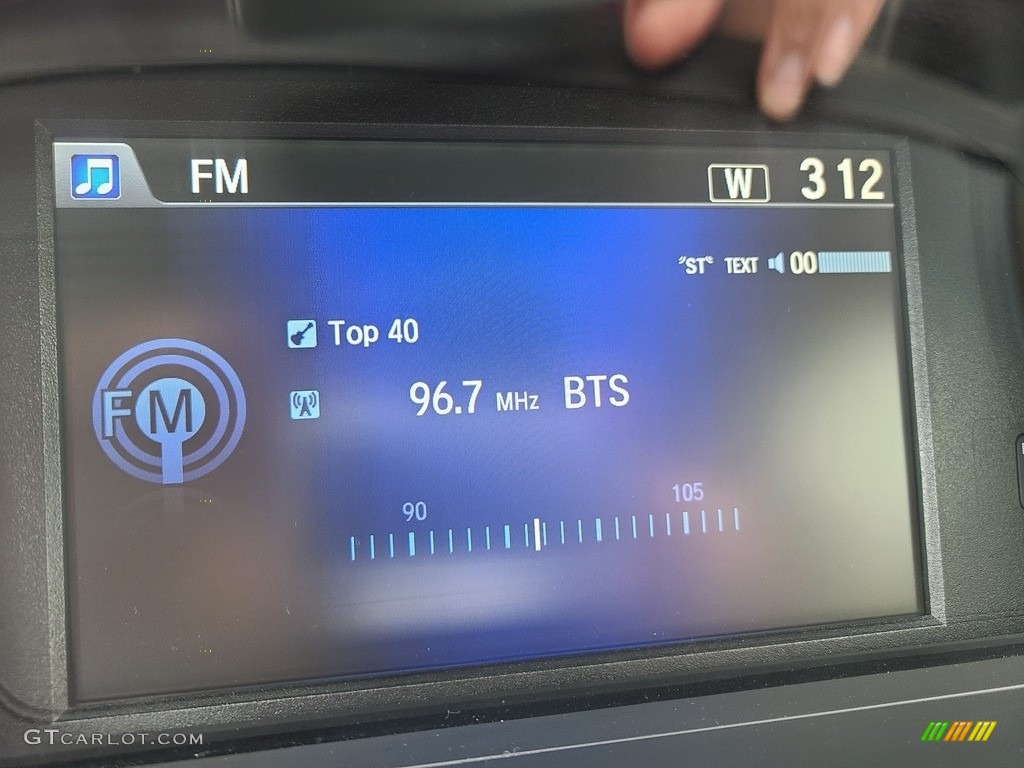 FM
W 3 12
"ST" TEXT 00
Top 40
FM
96.7 MHz BTS
90 105
GTCARLOT.COM